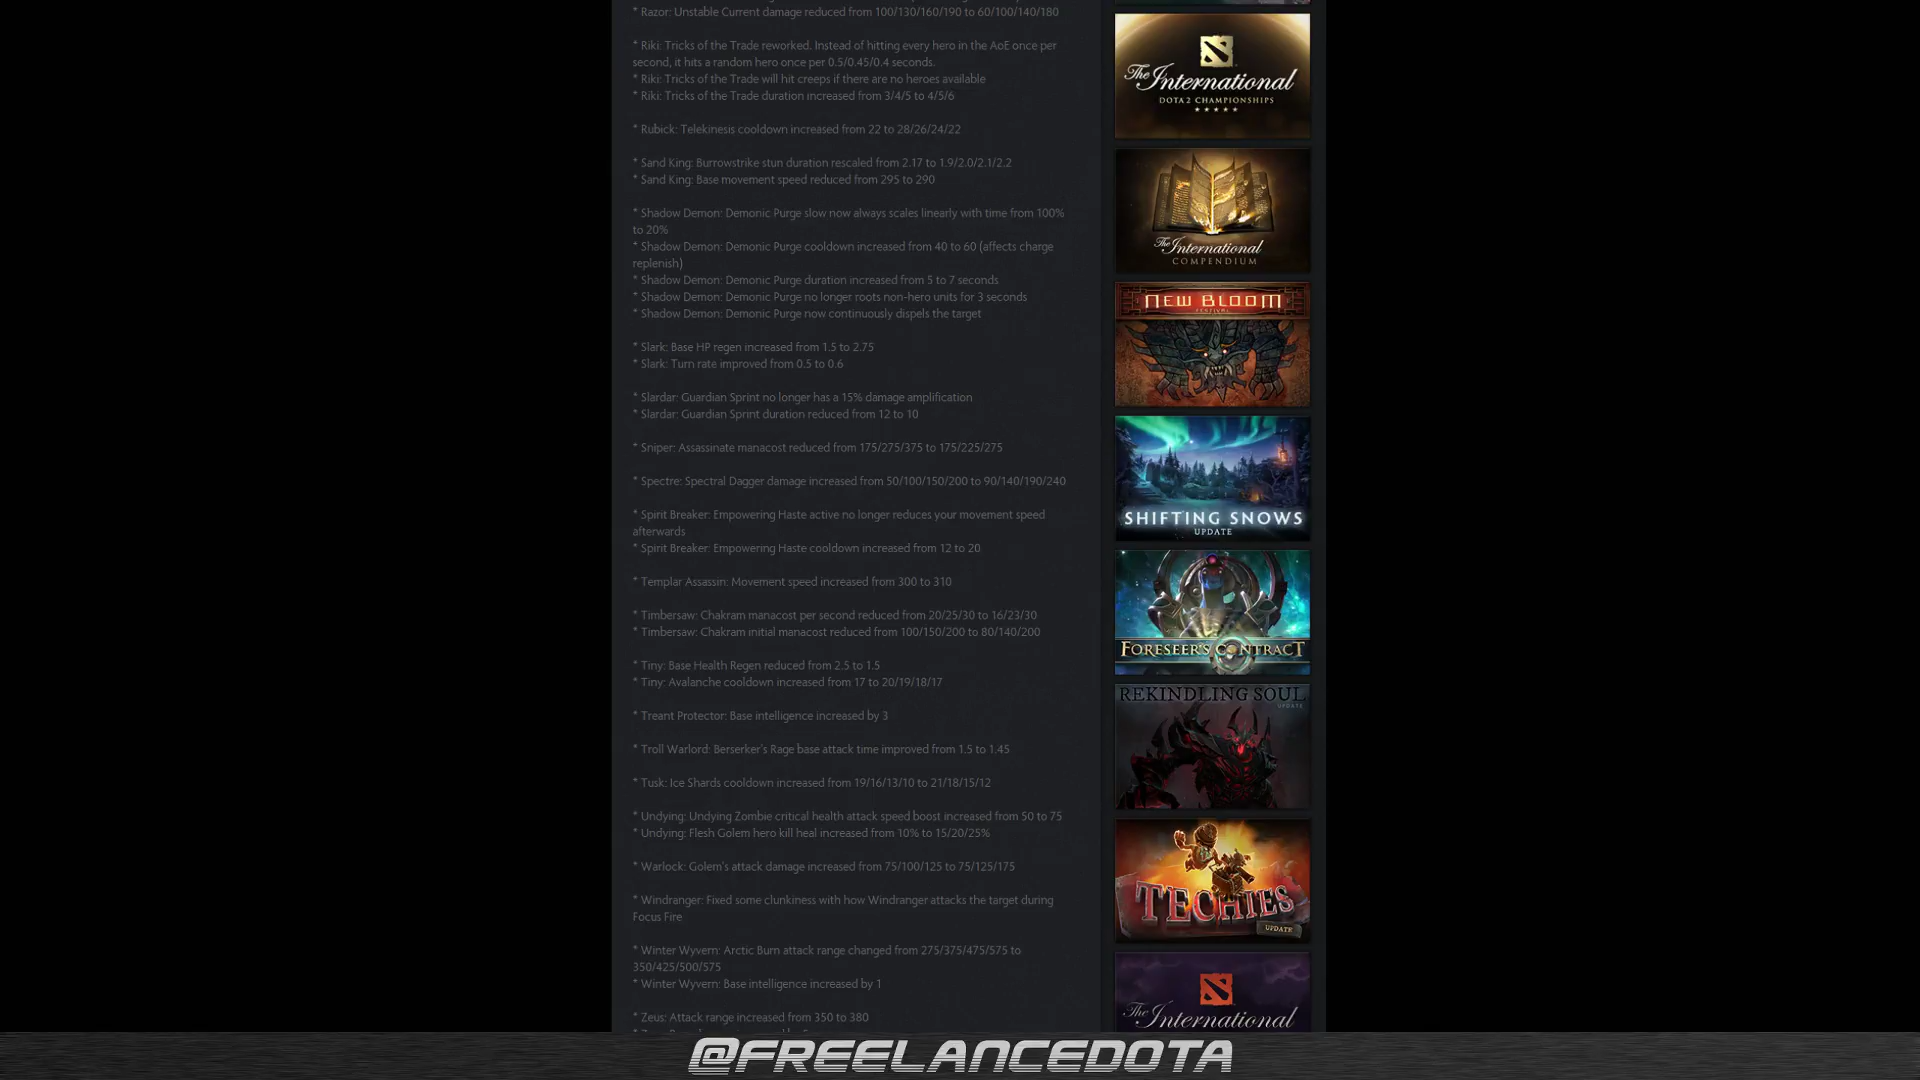 * Razor: Unstable Current damage reduced from 100/130/160/190 to 60/100/140/180
* Riki: Tricks of the Trade reworked. Instead of hitting every hero in the AoE once per
second, it hits a random hero once per 0.5/0.45/0.4 seconds.
* Riki: Tricks of the Trade will hit creeps if there are no heroes available
* Riki: Tricks of the Trade duration increased from 3/4/5 to 4/5/6
* Rubick: Telekinesis cooldown increased from 22 to 28/26/24/22
* Sand King: Burrowstrike stun duration rescaled from 2.17 to 1.9/2.0/2.1/2.2
* Sand King: Base movement speed reduced from 295 to 290
* Shadow Demon: Demonic Purge slow now always scales linearly with time from 100%
to 20%
* Shadow Demon: Demonic Purge cooldown increased from 40 to 60 (affects charge
replenish)
* Shadow Demon: Demonic Purge duration increased from 5 to 7 seconds
* Shadow Demon: Demonic Purge no longer roots non-hero units for 3 seconds
* Shadow Demon: Demonic Purge now continuously dispels the target
* Slark: Base HP regen increased from 1.5 to 2.75
* Slark: Turn rate improved from 0.5 to 0.6
* Slardar: Guardian Sprint no longer has a 15% damage amplification
* Slardar: Guardian Sprint duration reduced from 12 to 10
* Sniper: Assassinate manacost reduced from 175/275/375 to 175/225/275
* Spectre: Spectral Dagger damage increased from 50/100/150/200 to 90/140/190/240
* Spirit Breaker: Empowering Haste active no longer reduces your movement speed
afterwards
* Spirit Breaker: Empowering Haste cooldown increased from 12 to 20
* Templar Assassin: Movement speed increased from 300 to 310
* Timbersaw: Chakram manacost per second reduced from 20/25/30 to 16/23/30
* Timbersaw: Chakram initial manacost reduced from 100/150/200 to 80/140/200
* Tiny: Base Health Regen reduced from 2.5 to 1.5
* Tiny: Avalanche cooldown increased from 17 to 20/19/18/17
* Treant Protector: Base intelligence increased by 3
* Troll Warlord: Berserker's Rage base attack time improved from 1.5 to 1.45
* Tusk: Ice Shards cooldown increased from 19/16/13/10 to 21/18/15/12
* Undying: Undying Zombie critical health attack speed boost increased from 50 to 75
* Undying: Flesh Golem hero kill heal increased from 10% to 15/20/25%
* Warlock: Golem's attack damage increased from 75/100/125 to 75/125/175
* Windranger: Fixed some clunkiness with how Windranger attacks the target during
Focus Fire
* Winter Wyvern: Arctic Burn attack range changed from 275/375/475/575 to
350/425/500/575
* Winter Wyvern: Base intelligence increased by 1
* Zeus: Attack range increased from 350 to 380
The International
DOTA 2 CHAMPIONSHIPS
The International
COMPENDIUM
NEW BLOOM
FESTIVAL
SHIFTING SNOWS
UPDATE
FORESEER'S CONTRACT
REKINDLING SOUL
UPDATE
TECHIES
UPDATE
The International
@FREELANCEDOTA